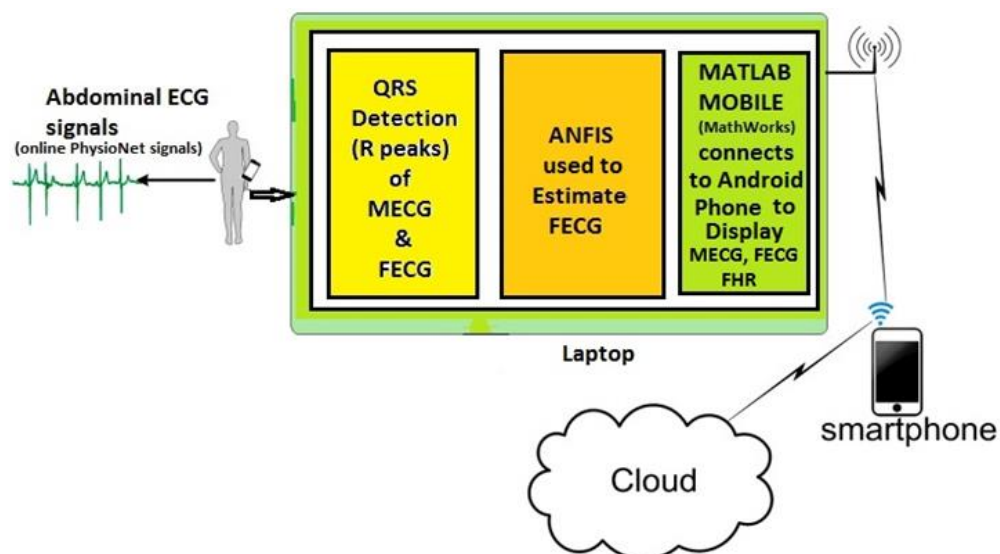 Abdominal ECG
signals
(online PhysioNet signals)
QRS
Detection
(R peaks)
of
MECG
&
FECG
ANFIS
used to
Estimate
FECG
MATLAB
MOBILE
(MathWorks)
connects
to Android
Phone to
Display
MECG, FECG
FHR
Laptop
smartphone
Cloud